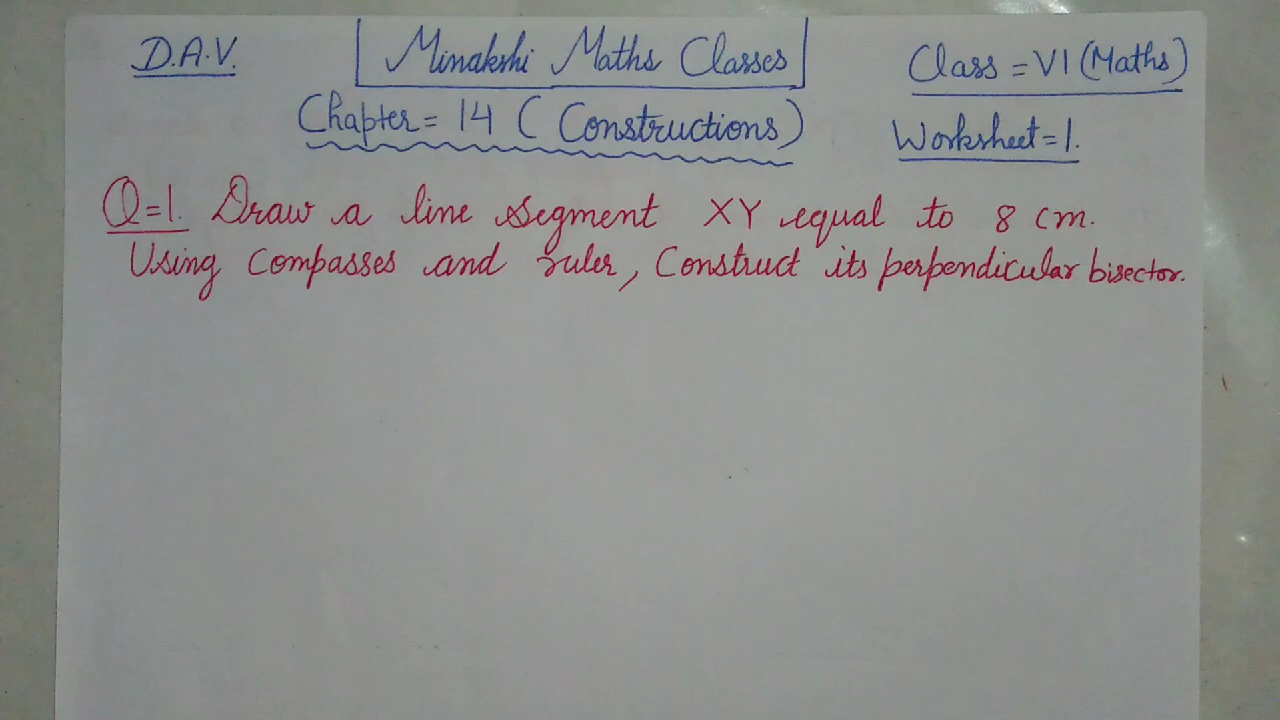 D.A.V.
Minakshi Maths Classes
Class = VI (Maths)
Chapter = 14 ( Constructions)
Worksheet = 1.
Q=1. Draw a line segment XY equal to 8 cm.
Using compasses and ruler, Construct its perpendicular bisector.